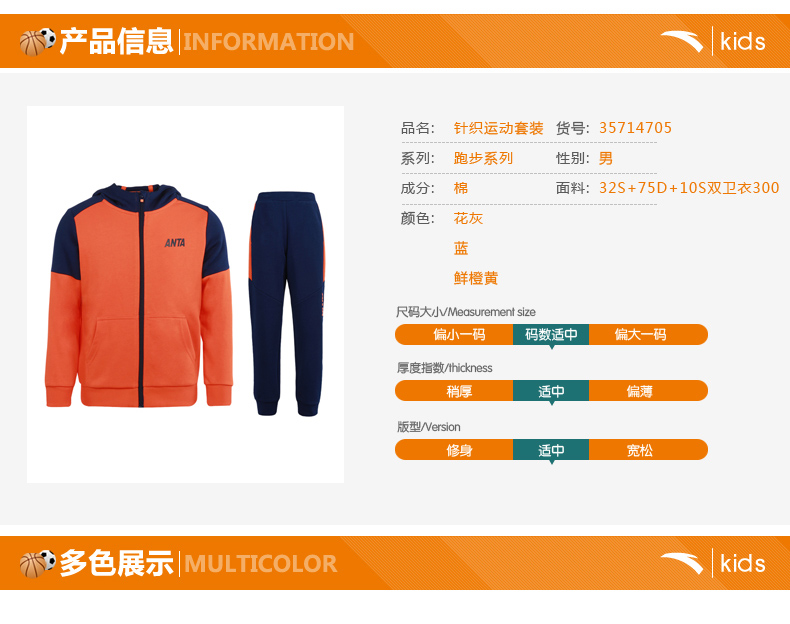 产品信息 INFORMATION kids
ANTA
品名: 针织运动套装 货号: 35714705
系列: 跑步系列 性别: 男
成分: 棉 面料: 32S+75D+10S双卫衣300
颜色: 花灰
蓝
鲜橙黄
尺码大小/Measurement size
偏小一码 码数适中 偏大一码
厚度指数/thickness
稍厚 适中 偏薄
版型/Version
修身 适中 宽松
多色展示 MULTICOLOR kids